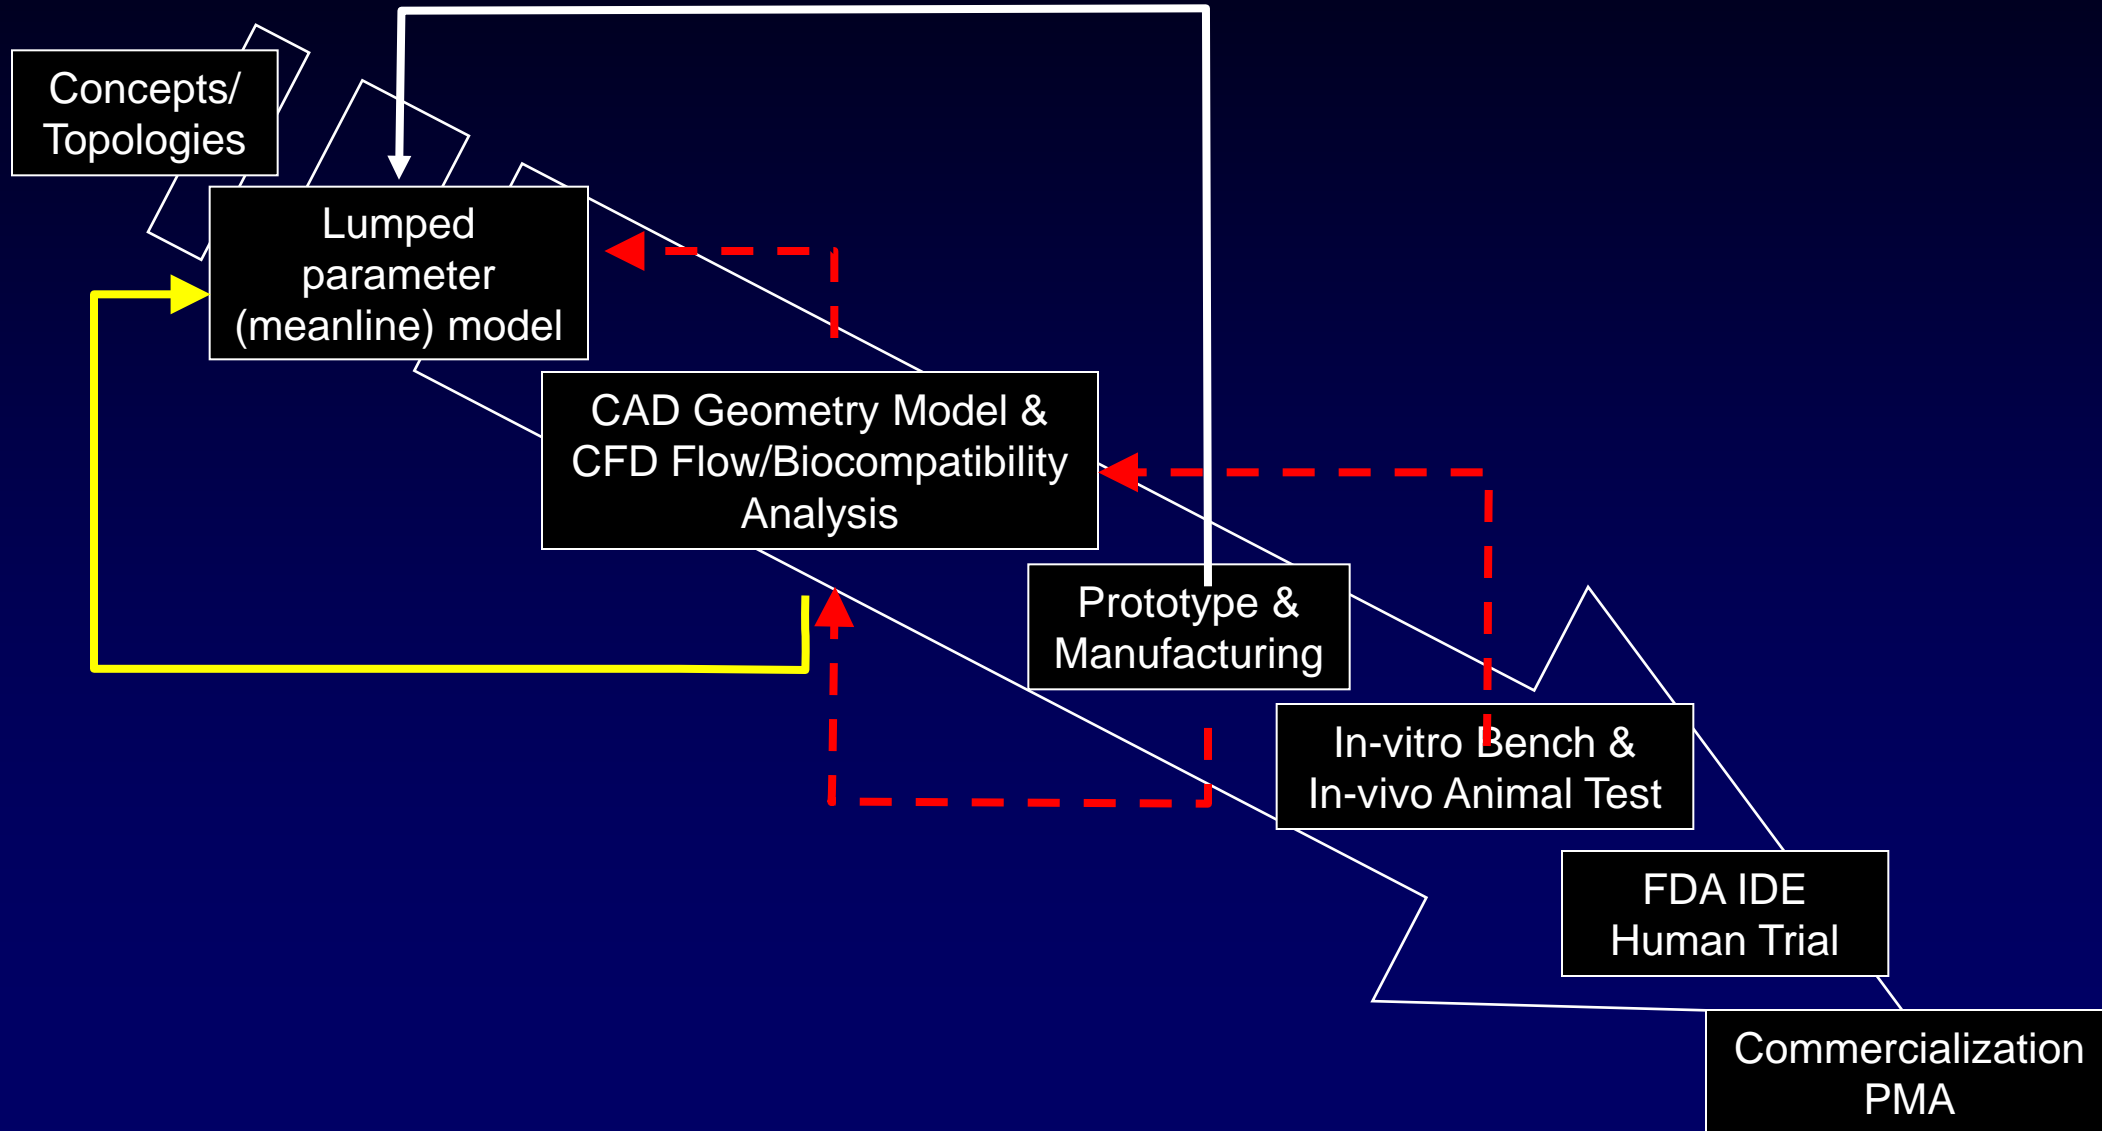 Concepts/
Topologies
Lumped
parameter
(meanline) model
CAD Geometry Model &
CFD Flow/Biocompatibility
Analysis
Prototype &
Manufacturing
In-vitro Bench &
In-vivo Animal Test
FDA IDE
Human Trial
Commercialization
PMA